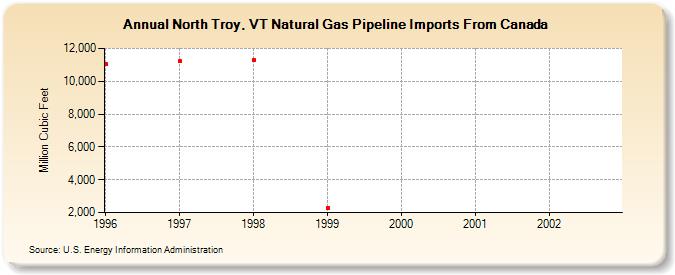 Annual North Troy, VT Natural Gas Pipeline Imports From Canada
Million Cubic Feet
12,000
10,000
8,000
6,000
4,000
2,000
1996 1997 1998 1999 2000 2001 2002
Source: U.S. Energy Information Administration